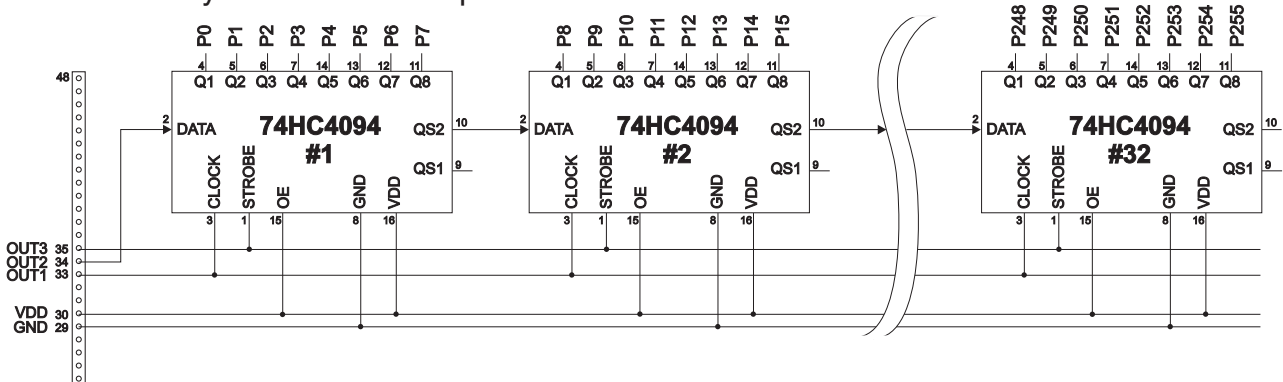 P0 P1 P2 P3 P4 P5 P6 P7
4 5 6 7 14 13 12 11
Q1 Q2 Q3 Q4 Q5 Q6 Q7 Q8
2 DATA 74HC4094 QS2 10
#1
QS1 9
CLOCK STROBE OE GND VDD
3 1 15 8 16
P8 P9 P10 P11 P12 P13 P14 P15
4 5 6 7 14 13 12 11
Q1 Q2 Q3 Q4 Q5 Q6 Q7 Q8
2 DATA 74HC4094 QS2 10
#2
QS1 9
CLOCK STROBE OE GND VDD
3 1 15 8 16
P248 P249 P250 P251 P252 P253 P254 P255
4 5 6 7 14 13 12 11
Q1 Q2 Q3 Q4 Q5 Q6 Q7 Q8
2 DATA 74HC4094 QS2 10
#32
QS1 9
CLOCK STROBE OE GND VDD
3 1 15 8 16
48
OUT3 35
OUT2 34
OUT1 33
VDD 30
GND 29